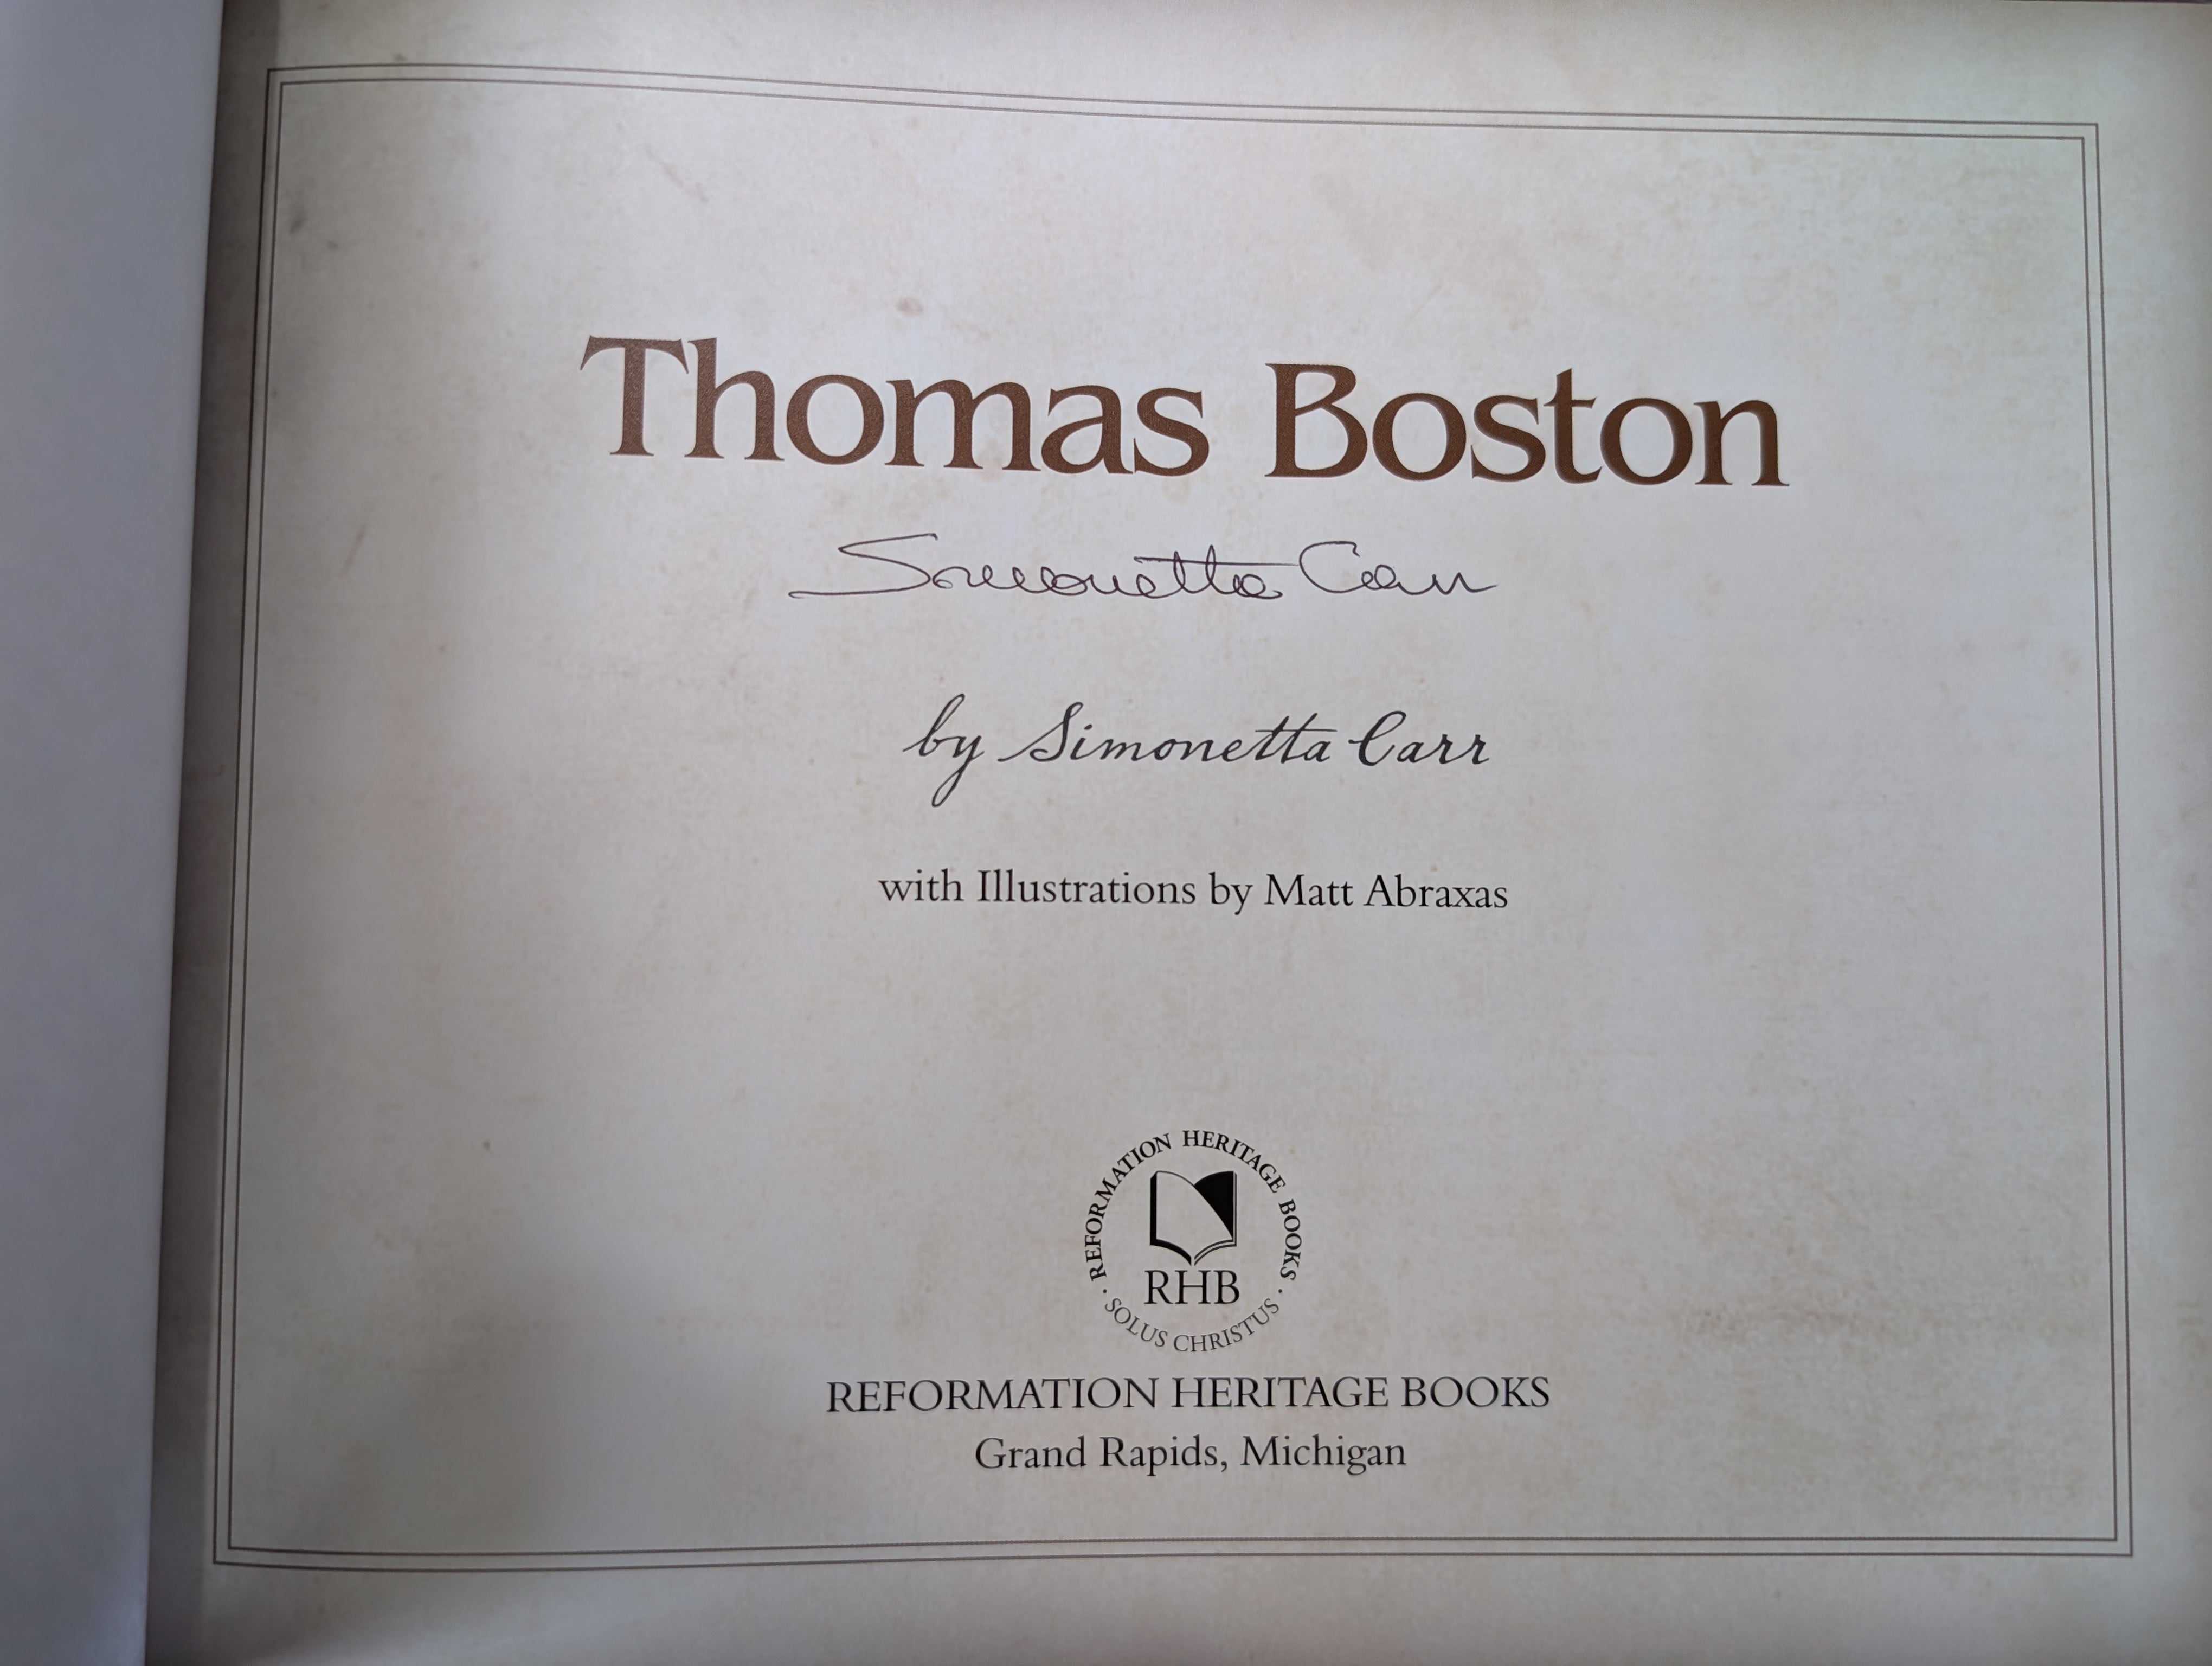 Thomas Boston
Simonetta Carr
by Simonetta Carr
with Illustrations by Matt Abraxas
REFORMATION HERITAGE BOOKS
RHB
· SOLUS CHRISTUS ·
REFORMATION HERITAGE BOOKS
Grand Rapids, Michigan